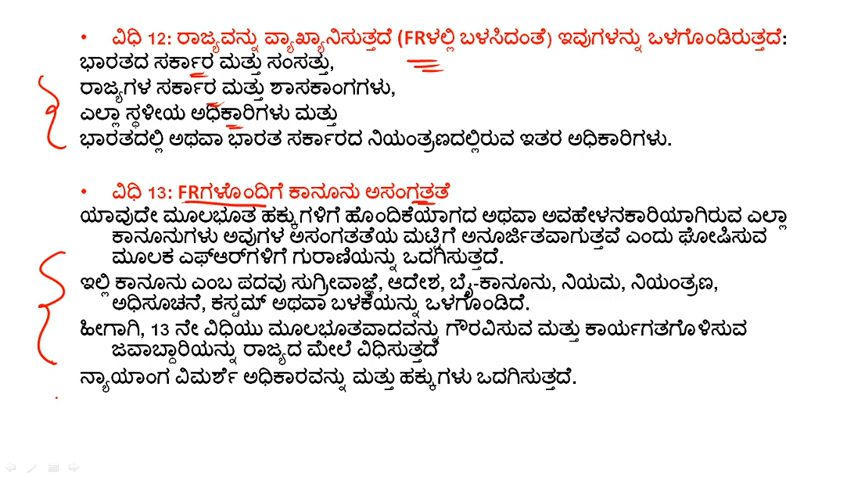 • ವಿಧಿ 12: ರಾಜ್ಯವನ್ನು ವ್ಯಾಖ್ಯಾನಿಸುತ್ತದೆ (FRಳಲ್ಲಿ ಬಳಸಿದಂತೆ) ಇವುಗಳನ್ನು ಒಳಗೊಂಡಿರುತ್ತದೆ:
ಭಾರತದ ಸರ್ಕಾರ ಮತ್ತು ಸಂಸತ್ತು,
ರಾಜ್ಯಗಳ ಸರ್ಕಾರ ಮತ್ತು ಶಾಸಕಾಂಗಗಳು,
ಎಲ್ಲಾ ಸ್ಥಳೀಯ ಅಧಿಕಾರಿಗಳು ಮತ್ತು
ಭಾರತದಲ್ಲಿ ಅಥವಾ ಭಾರತ ಸರ್ಕಾರದ ನಿಯಂತ್ರಣದಲ್ಲಿರುವ ಇತರ ಅಧಿಕಾರಿಗಳು.
• ವಿಧಿ 13: FRಗಳೊಂದಿಗೆ ಕಾನೂನು ಅಸಂಗತ್ತತೆ
ಯಾವುದೇ ಮೂಲಭೂತ ಹಕ್ಕುಗಳಿಗೆ ಹೊಂದಿಕೆಯಾಗದ ಅಥವಾ ಅವಹೇಳನಕಾರಿಯಾಗಿರುವ ಎಲ್ಲಾ
ಕಾನೂನುಗಳು ಅವುಗಳ ಅಸಂಗತತೆಯ ಮಟ್ಟಿಗೆ ಅನೂರ್ಜಿತವಾಗುತ್ತವೆ ಎಂದು ಘೋಷಿಸುವ
ಮೂಲಕ ಎಫ್‌ಆರ್‌ಗಳಿಗೆ ಗುರಾಣಿಯನ್ನು ಒದಗಿಸುತ್ತದೆ.
ಇಲ್ಲಿ ಕಾನೂನು ಎಂಬ ಪದವು ಸುಗ್ರೀವಾಜ್ಞೆ, ಆದೇಶ, ಬೈ-ಕಾನೂನು, ನಿಯಮ, ನಿಯಂತ್ರಣ,
ಅಧಿಸೂಚನೆ, ಕಸ್ಟಮ್ ಅಥವಾ ಬಳಕೆಯನ್ನು ಒಳಗೊಂಡಿದೆ.
ಹೀಗಾಗಿ, 13 ನೇ ವಿಧಿಯು ಮೂಲಭೂತವಾದವನ್ನು ಗೌರವಿಸುವ ಮತ್ತು ಕಾರ್ಯಗತಗೊಳಿಸುವ
ಜವಾಬ್ದಾರಿಯನ್ನು ರಾಜ್ಯದ ಮೇಲೆ ವಿಧಿಸುತ್ತದೆ
ನ್ಯಾಯಾಂಗ ವಿಮರ್ಶೆ ಅಧಿಕಾರವನ್ನು ಮತ್ತು ಹಕ್ಕುಗಳು ಒದಗಿಸುತ್ತದೆ.